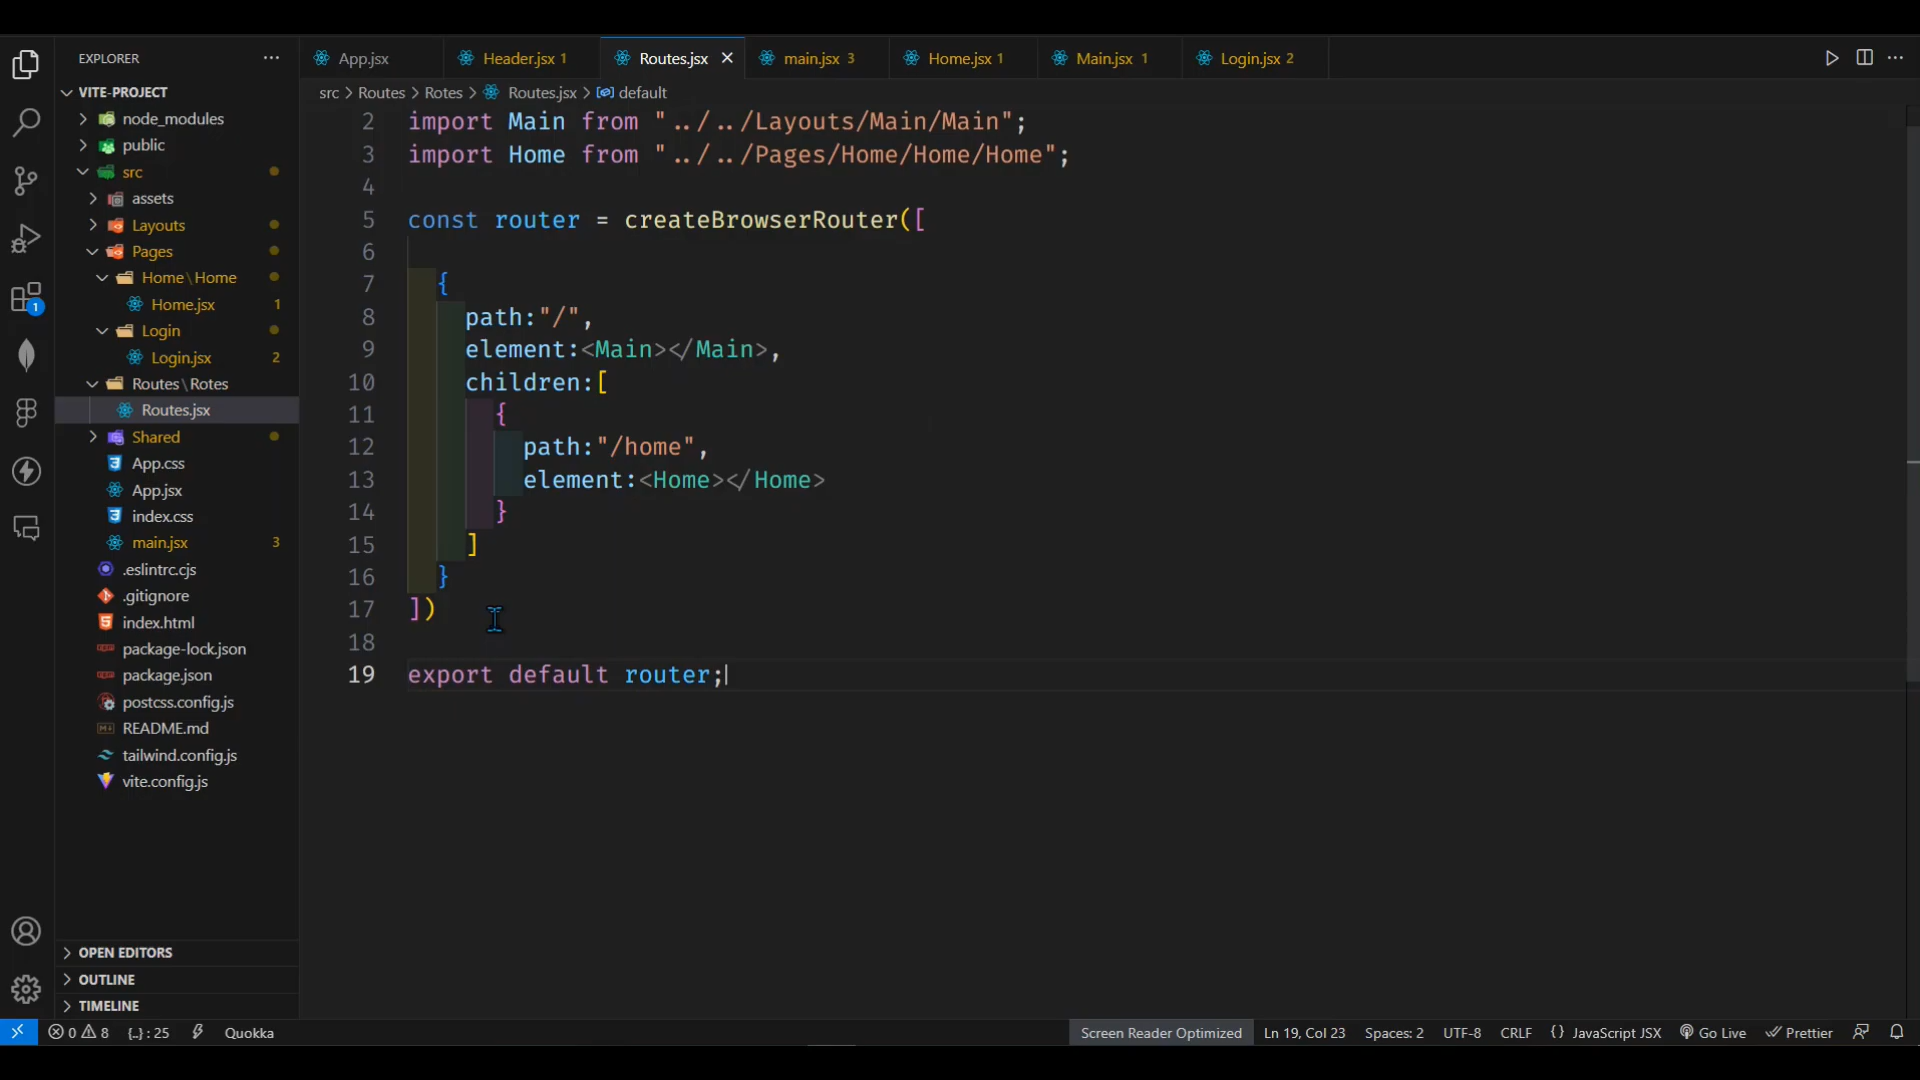 EXPLORER
App.jsx
Header.jsx 1
Routes.jsx
main.jsx 3
Home.jsx 1
Main.jsx 1
Login.jsx 2
src > Routes > Rotes > Routes.jsx > default
VITE-PROJECT
node_modules
public
src
assets
Layouts
Pages
Home\Home
Home.jsx 1
Login
Login.jsx 2
Routes\Rotes
Routes.jsx
Shared
App.css
App.jsx
index.css
main.jsx 3
.eslintrc.cjs
.gitignore
index.html
package-lock.json
package.json
postcss.config.js
README.md
tailwind.config.js
vite.config.js
OPEN EDITORS
OUTLINE
TIMELINE
1
2 import Main from "../../Layouts/Main/Main";
3 import Home from "../../Pages/Home/Home/Home";
4
5 const router = createBrowserRouter([
6
7 {
8 path:"/",
9 element:<Main></Main>,
10 children:[
11 {
12 path:"/home",
13 element:<Home></Home>
14 }
15 ]
16 }
17 ])
18
19 export default router;
0 8 {..} : 25 Quokka
Screen Reader Optimized Ln 19, Col 23 Spaces: 2 UTF-8 CRLF {} JavaScript JSX Go Live Prettier